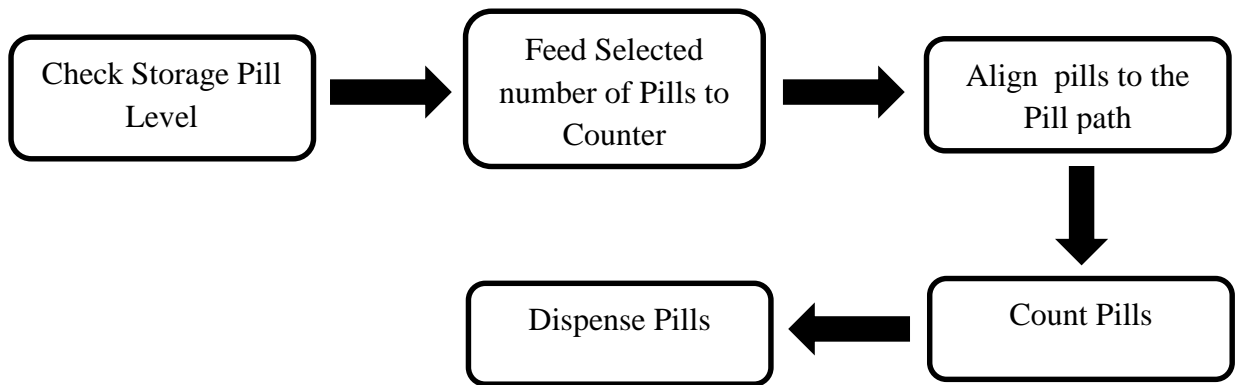 Check Storage Pill
Level
Feed Selected
number of Pills to
Counter
Align pills to the
Pill path
Count Pills
Dispense Pills